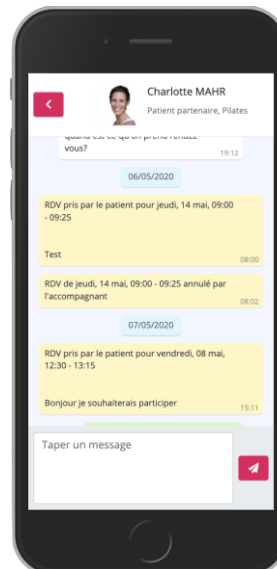 Charlotte MAHR
Patient partenaire, Pilates
quand est ce qu'on prend rendez
vous?
19:12
06/05/2020
RDV pris par le patient pour jeudi, 14 mai, 09:00
- 09:25
Test
08:00
RDV de jeudi, 14 mai, 09:00 - 09:25 annulé par
l'accompagnant
08:02
07/05/2020
RDV pris par le patient pour vendredi, 08 mai,
12:30 - 13:15
Bonjour je souhaiterais participer
15:11
Taper un message